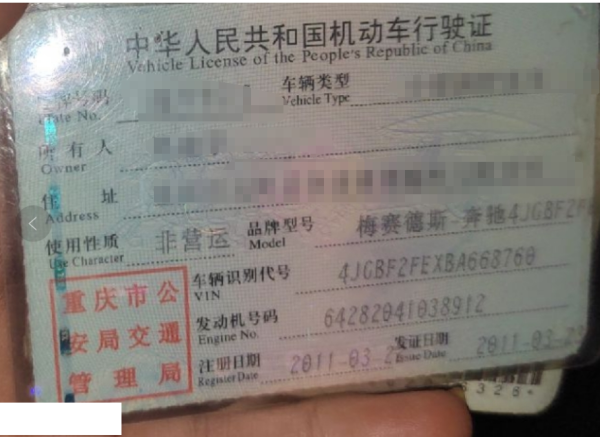 中华人民共和国机动车行驶证
Vehicle License of the People's Republic of China
号码 车辆类型
Plate No. Vehicle Type
所有人
Owner
住 址
Address
使用性质 非营运 品牌型号 梅赛德斯 奔驰4JGBF2F
Use Character Model
重庆市公
安局交通
管理局
车辆识别代号 4JGBF2FEXBA668760
VIN
发动机号码 64282041038912
Engine No.
注册日期 2011-03-2 发证日期 2011-03-2
Register Date Issue Date